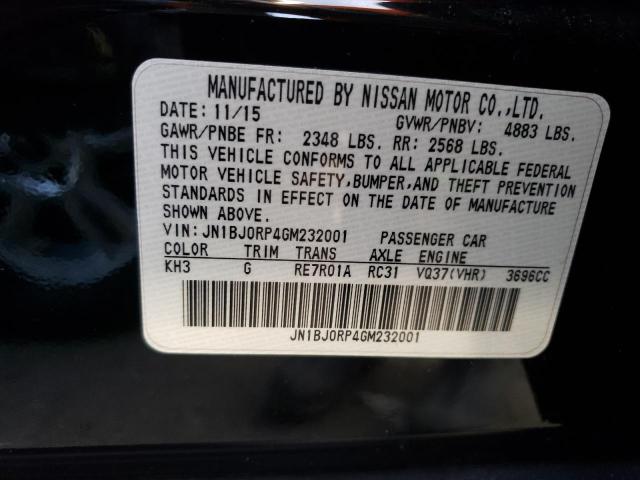 MANUFACTURED BY NISSAN MOTOR CO.,LTD.
DATE: 11/15 GVWR/PNBV: 4883 LBS.
GAWR/PNBE FR: 2348 LBS. RR: 2568 LBS.
THIS VEHICLE CONFORMS TO ALL APPLICABLE FEDERAL
MOTOR VEHICLE SAFETY,BUMPER,AND THEFT PREVENTION
STANDARDS IN EFFECT ON THE DATE OF MANUFACTURE
SHOWN ABOVE.
VIN: JN1BJ0RP4GM232001 PASSENGER CAR
COLOR TRIM TRANS AXLE ENGINE
KH3 G RE7R01A RC31 VQ37(VHR) 3696CC
JN1BJ0RP4GM232001